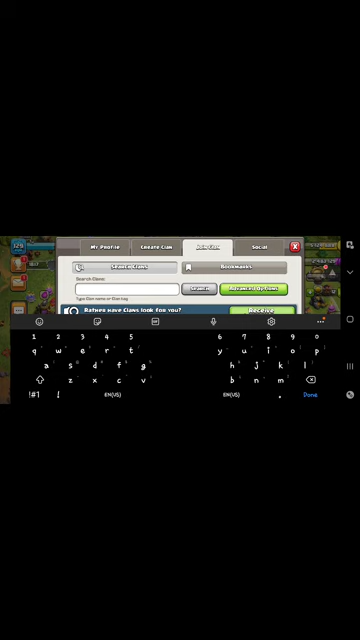 129
My Profile
Create Clan
Join Clan
Social
Search Clans
Bookmarks
Search Clans:
Search
Advanced Options
Type Clan name or Clan tag
Rather have Clans look for you?
Receive
GIF
1 2 3 4 5 6 7 8 9 0
q w e r t y u i o p
a s d f g h j k l
z x c v b n m
!#1
EN(US)
EN(US)
.
Done